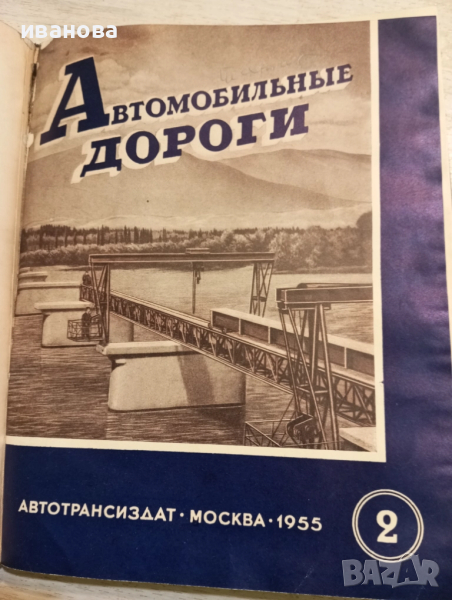 иванова
АВТОМОБИЛЬНЫЕ
ДОРОГИ
АВТОТРАНСИЗДАТ · МОСКВА · 1955
2
BAZAR